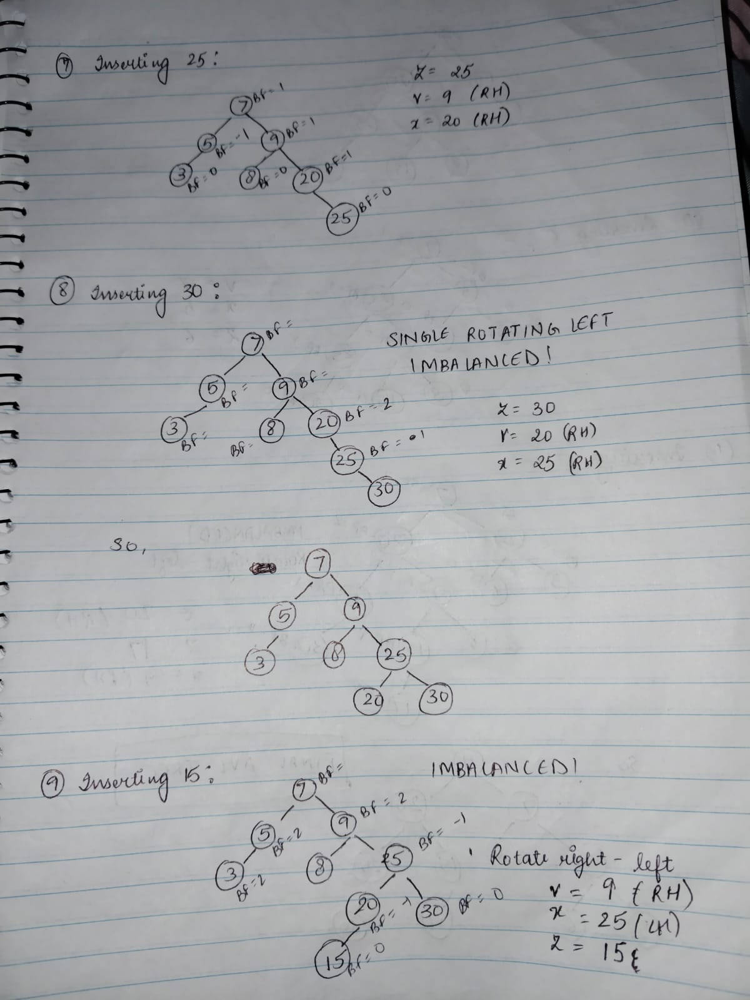 ⑦ Inserting 25:
z = 25
r = 9 (RH)
x = 20 (RH)
7 BF = 1
5 BF = -1
9 BF = 1
3 BF = 0
8 BF = 0
20 BF = 1
25 BF = 0
⑧ Inserting 30:
SINGLE ROTATING LEFT
IMBALANCED!
7 BF =
5 BF =
9 BF =
3 BF =
8 BF =
20 BF = 2
25 BF = 1
30
z = 30
r = 20 (RH)
x = 25 (RH)
So,
7
5 9
3 8 25
20 30
⑨ Inserting 15:
IMBALANCED!
7 BF =
5 BF = 2
9 BF = 2
3 BF = 2
8
25 BF = -1
20 BF = -1
30 BF = 0
15 BF = 0
Rotate right - left
r = 9 (RH)
x = 25 (LH)
z = 15